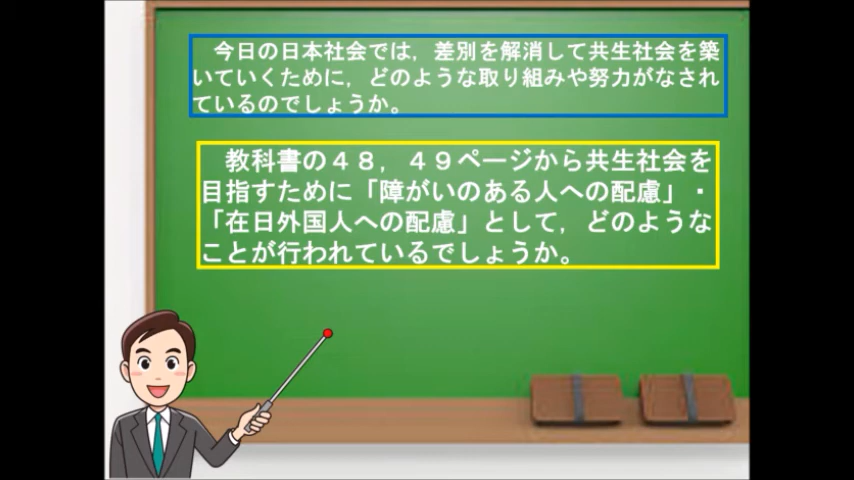 今日の日本社会では，差別を解消して共生社会を築
いていくために，どのような取り組みや努力がなされ
ているのでしょうか。
教科書の４８，４９ページから共生社会を
目指すために「障がいのある人への配慮」・
「在日外国人への配慮」として，どのような
ことが行われているでしょうか。